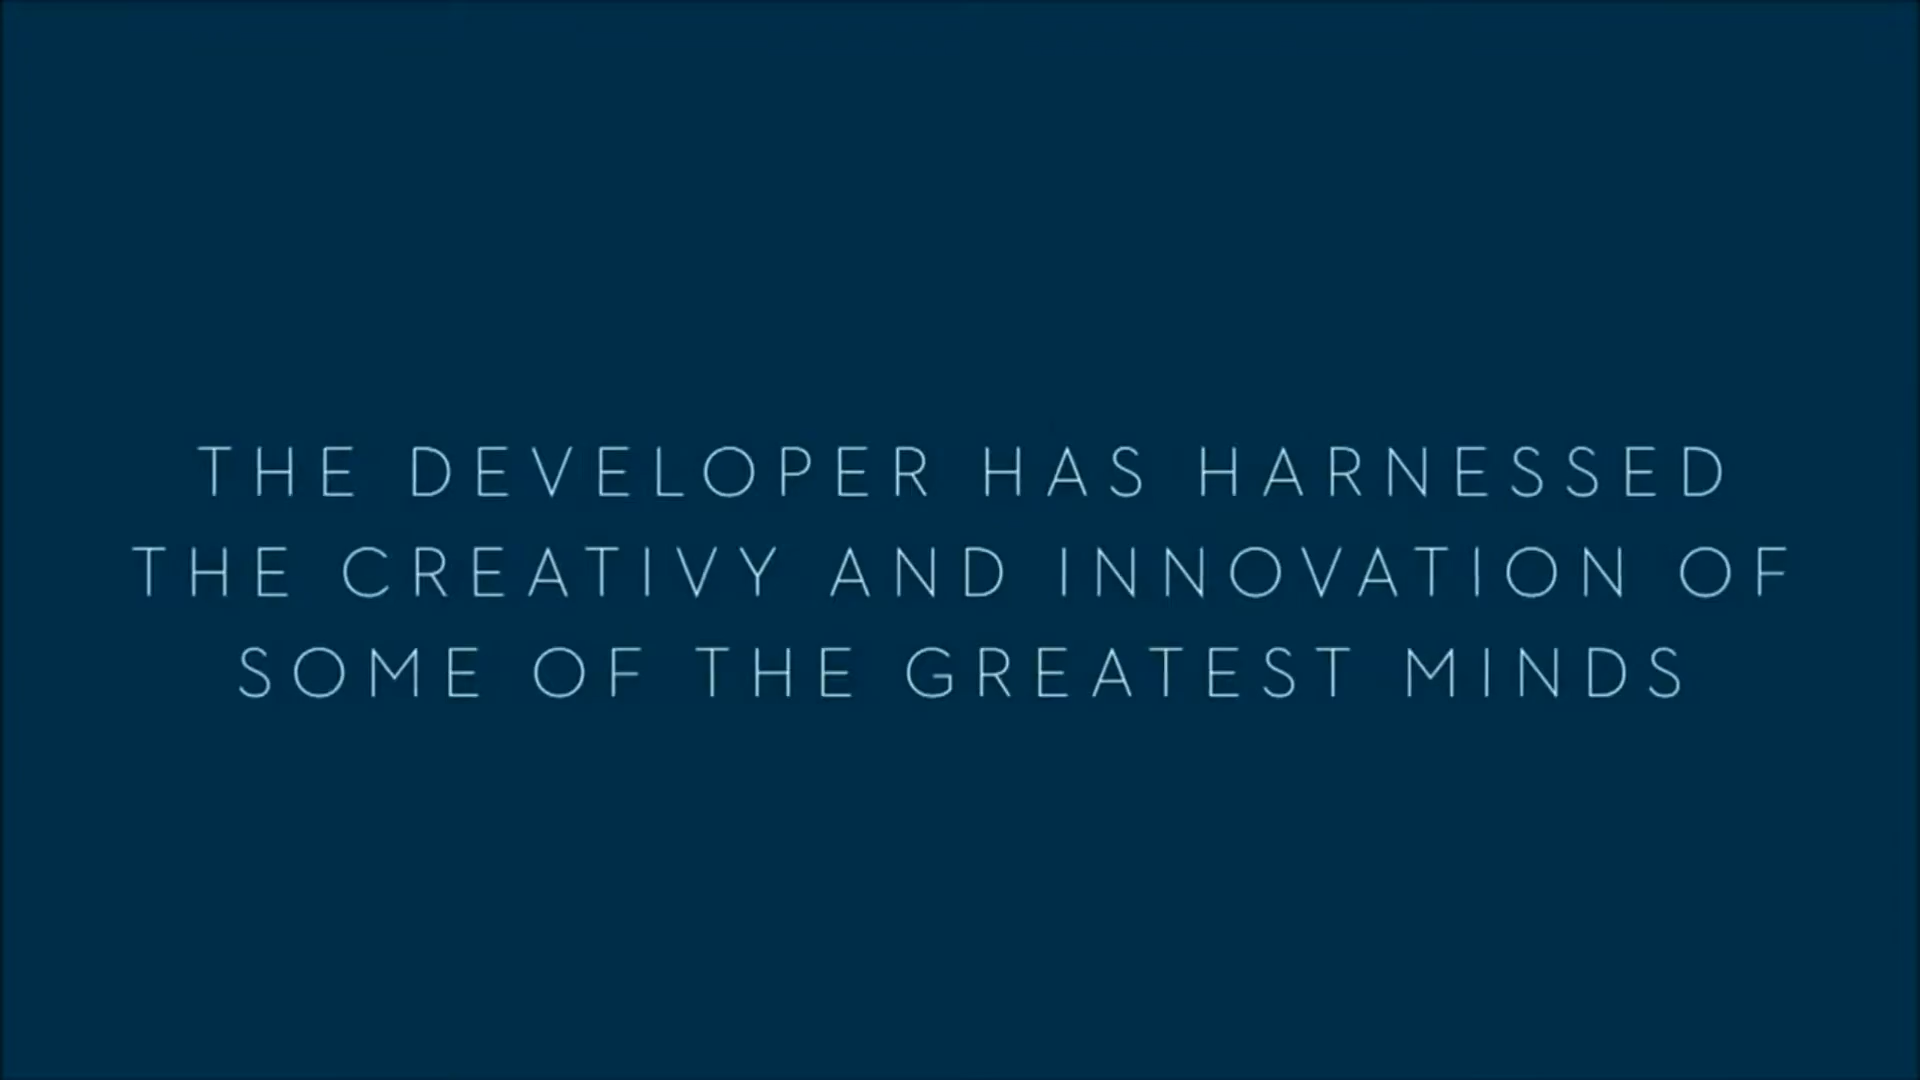 THE DEVELOPER HAS HARNESSED
THE CREATIVY AND INNOVATION OF
SOME OF THE GREATEST MINDS